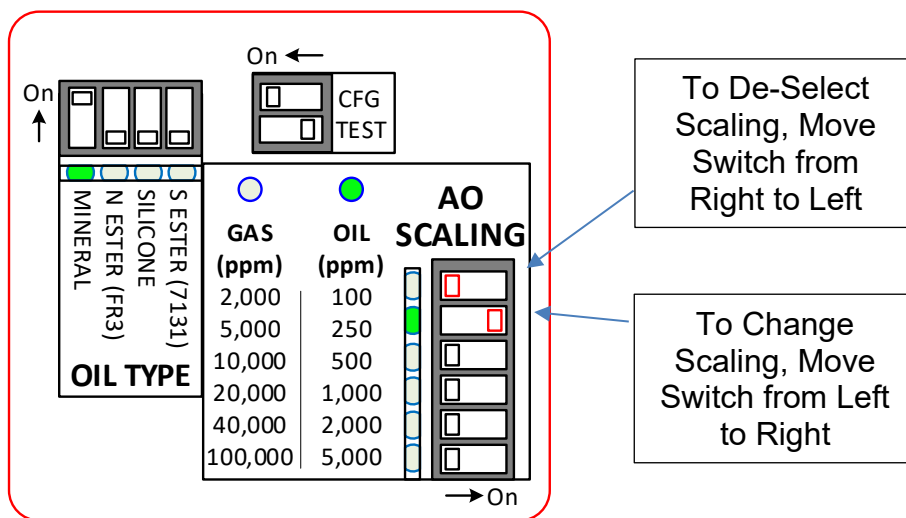 On
On
CFG
TEST
MINERAL
N ESTER (FR3)
SILICONE
S ESTER (7131)
OIL TYPE
GAS
(ppm)
2,000
5,000
10,000
20,000
40,000
100,000
OIL
(ppm)
100
250
500
1,000
2,000
5,000
AO
SCALING
On
To De-Select
Scaling, Move
Switch from
Right to Left
To Change
Scaling, Move
Switch from Left
to Right